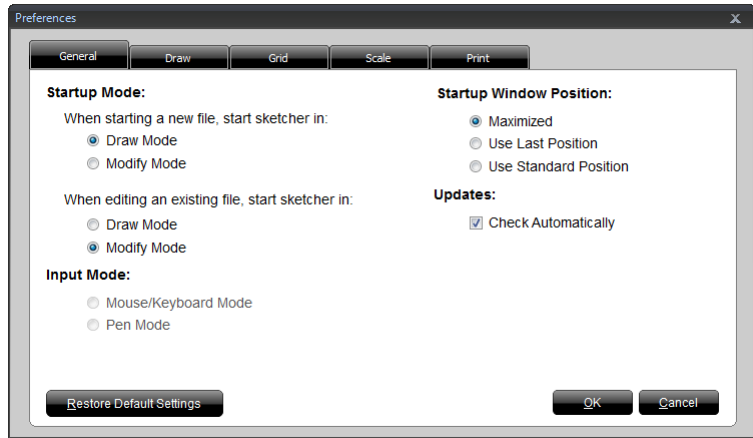 Preferences
X
General Draw Grid Scale Print
Startup Mode:
When starting a new file, start sketcher in:
Draw Mode
Modify Mode
When editing an existing file, start sketcher in:
Draw Mode
Modify Mode
Input Mode:
Mouse/Keyboard Mode
Pen Mode
Startup Window Position:
Maximized
Use Last Position
Use Standard Position
Updates:
Check Automatically
Restore Default Settings
OK
Cancel